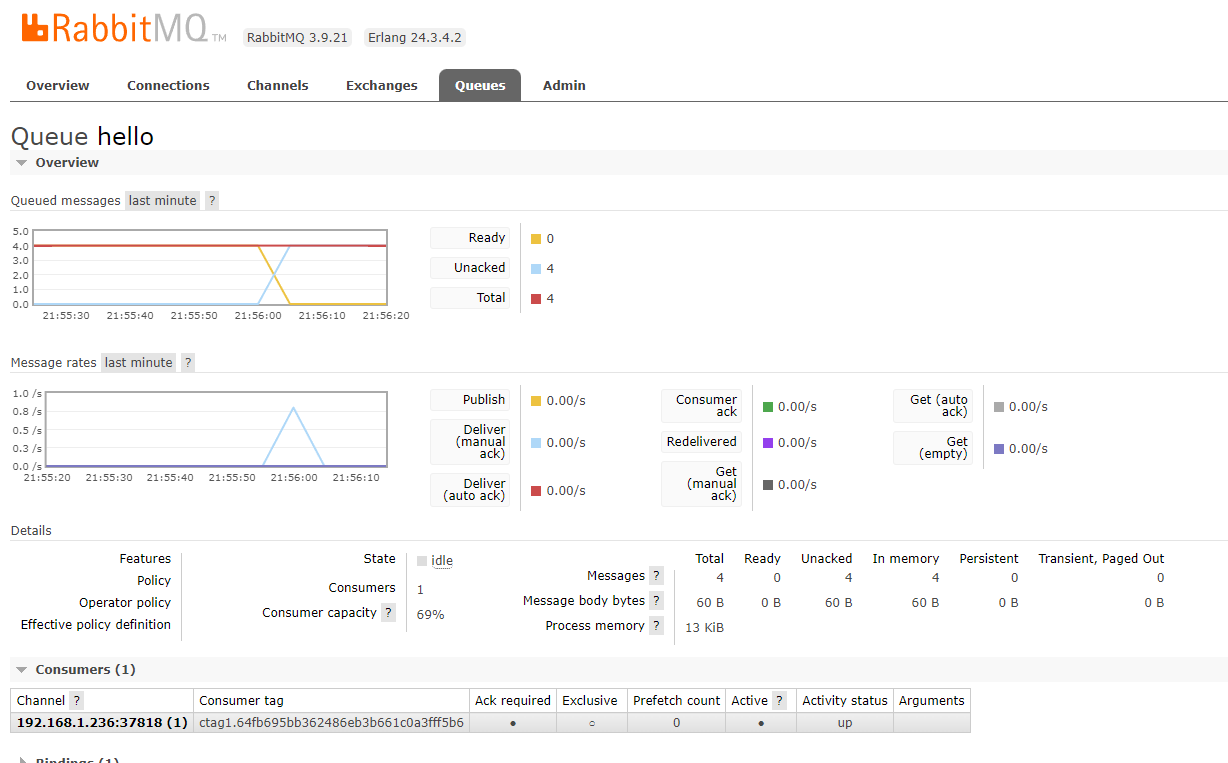 RabbitMQ TM RabbitMQ 3.9.21 Erlang 24.3.4.2
Overview Connections Channels Exchanges Queues Admin
Queue hello
Overview
Queued messages last minute ?
5.0
4.0
3.0
2.0
1.0
0.0
21:55:30 21:55:40 21:55:50 21:56:00 21:56:10 21:56:20
Ready 0
Unacked 4
Total 4
Message rates last minute ?
1.0 /s
0.8 /s
0.5 /s
0.3 /s
0.0 /s
21:55:20 21:55:30 21:55:40 21:55:50 21:56:00 21:56:10
Publish 0.00/s
Deliver
(manual 0.00/s
ack)
Deliver
(auto ack) 0.00/s
Consumer
ack 0.00/s
Redelivered 0.00/s
Get
(manual 0.00/s
ack)
Get (auto
ack) 0.00/s
Get
(empty) 0.00/s
Details
Features
Policy
Operator policy
Effective policy definition
State idle
Consumers 1
Consumer capacity ? 69%
Total Ready Unacked In memory Persistent Transient, Paged Out
Messages ? 4 0 4 4 0 0
Message body bytes ? 60 B 0 B 60 B 60 B 0 B 0 B
Process memory ? 13 KiB
Consumers (1)
Channel ? Consumer tag Ack required Exclusive Prefetch count Active ? Activity status Arguments
192.168.1.236:37818 (1) ctag1.64fb695bb362486eb3b661c0a3fff5b6 ● ○ 0 ● up
Bindings (1)